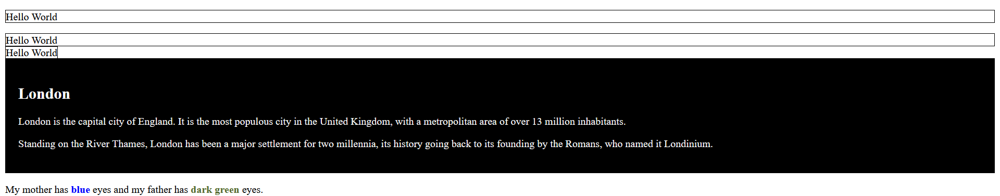 Hello World
Hello World
Hello World
London
London is the capital city of England. It is the most populous city in the United Kingdom, with a metropolitan area of over 13 million inhabitants.
Standing on the River Thames, London has been a major settlement for two millennia, its history going back to its founding by the Romans, who named it Londinium.
My mother has blue eyes and my father has dark green eyes.